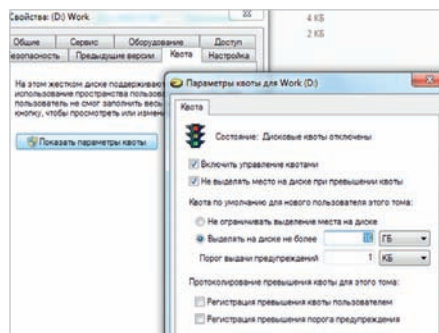 Свойства: (D:) Work
4 КБ
2 КБ
Общие Сервис Оборудование Доступ
безопасность Предыдущие версии Квота Настройка
На этом жестком диске поддерживают
использование пространства пользова
пользователь не смог заполнить весь
кнопку, чтобы просмотреть или измен
Показать параметры квоты
Параметры квоты для Work (D:)
Квота
Состояние: Дисковые квоты отключены
Включить управление квотами
Не выделять место на диске при превышении квоты
Квота по умолчанию для нового пользователя этого тома:
Не ограничивать выделение места на диске
Выделять на диске не более ГБ
Порог выдачи предупреждений 1 КБ
Протоколирование превышения квоты для этого тома:
Регистрация превышения квоты пользователем
Регистрация превышения порога предупреждения